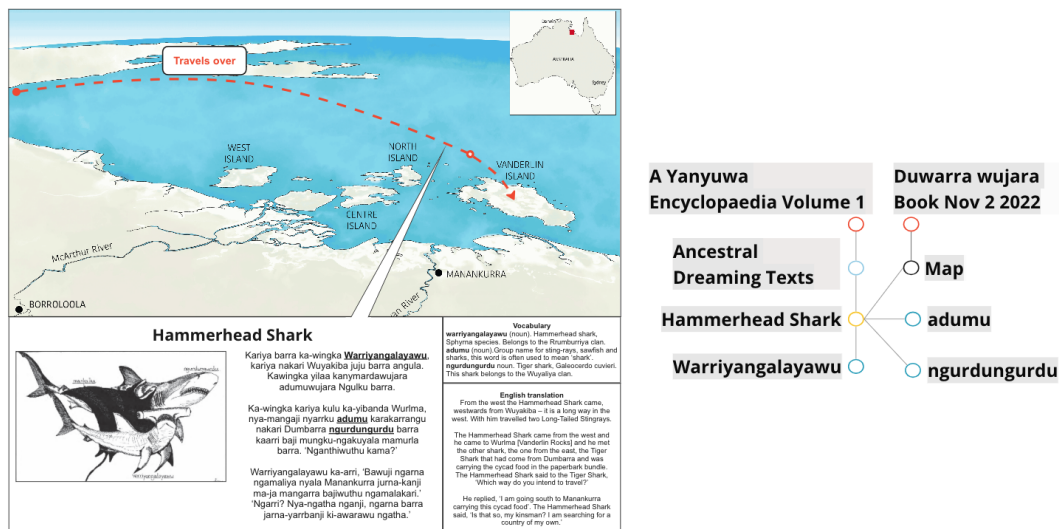 Travels over
AUSTRALIA
Sydney
WEST
ISLAND
NORTH
ISLAND
VANDERLIN
ISLAND
CENTRE
ISLAND
McArthur River
MANANKURRA
BORROLOOLA
an River
Hammerhead Shark
Kariya barra ka-wingka Warriyangalayawu,
kariya nakari Wuyakiba juju barra angula.
Kawingka yilaa kanymardawujara
adumuwujara Ngulku barra.
Ka-wingka kariya kulu ka-yibanda Wurlma,
nya-mangaji nyarrku adumu karakarrangu
nakari Dumbarra ngurdungurdu barra
kaarri baji mungku-ngakuyala mamurla
barra. ‘Nganthiwuthu kama?’
Warriyangalayawu ka-arri, ‘Bawuji ngarna
ngamaliya nyala Manankurra jurna-kanji
ma-ja mangarra bajiwuthu ngamalakari.’
‘Ngarri? Nya-ngatha nganji, ngarna barra
jarna-yarrbanji ki-awarawu ngatha.’
Vocabulary
warriyangalayawu (noun). Hammerhead shark,
Sphyrna species. Belongs to the Rrumburriya clan.
adumu (noun).Group name for sting-rays, sawfish and
sharks, this word is often used to mean ‘shark’.
ngurdungurdu noun. Tiger shark, Galeocerdo cuvieri.
This shark belongs to the Wuyaliya clan.
English translation
From the west the Hammerhead Shark came,
westwards from Wuyakiba – it is a long way in the
west. With him travelled two Long-Tailed Stingrays.
The Hammerhead Shark came from the west and
he came to Wurlma [Vanderlin Rocks] and he met
the other shark, the one from the east, the Tiger
Shark that had come from Dumbarra and was
carrying the cycad food in the paperbark bundle.
The Hammerhead Shark said to the Tiger Shark,
‘Which way do you intend to travel?’
He replied, ‘I am going south to Manankurra
carrying this cycad food’. The Hammerhead Shark
said, ‘Is that so, my kinsman? I am searching for a
country of my own.’
A Yanyuwa
Encyclopaedia Volume 1
Duwarra wujara
Book Nov 2 2022
Ancestral
Dreaming Texts
Map
Hammerhead Shark
adumu
Warriyangalayawu
ngurdungurdu